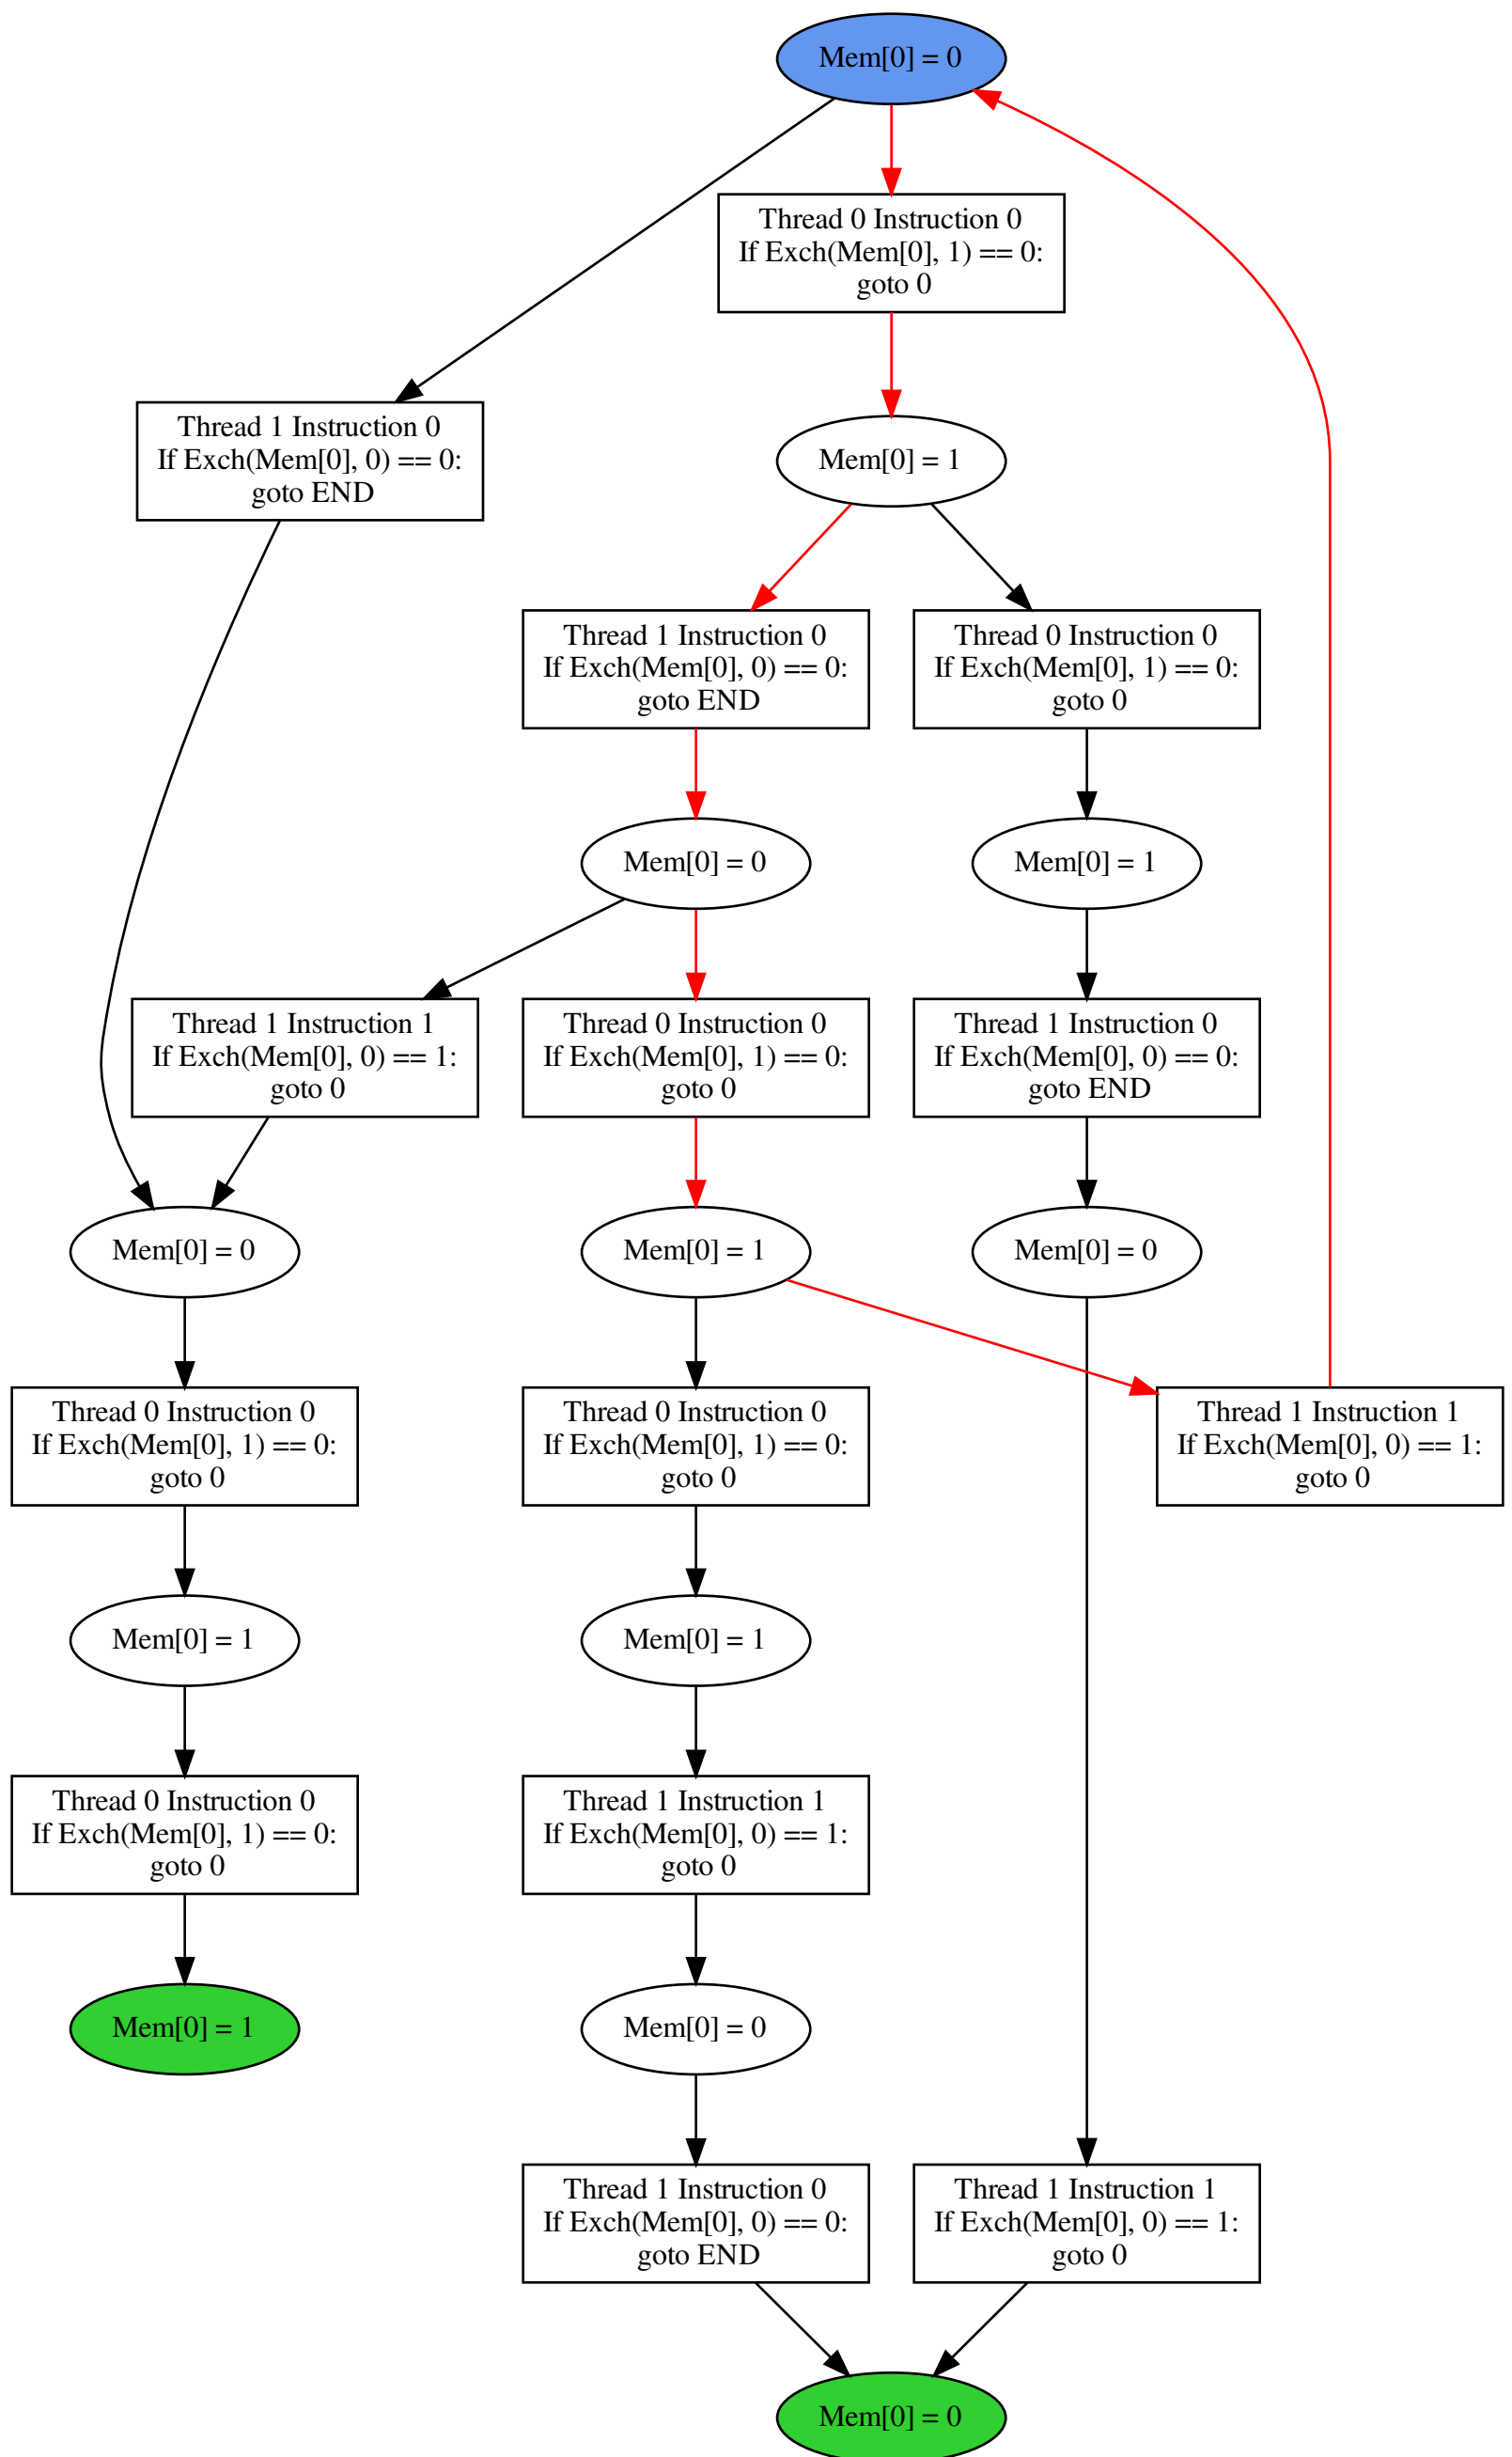 Mem[0] = 0
Thread 0 Instruction 0
If Exch(Mem[0], 1) == 0:
goto 0
Thread 1 Instruction 0
If Exch(Mem[0], 0) == 0:
goto END
Mem[0] = 1
Thread 1 Instruction 0
If Exch(Mem[0], 0) == 0:
goto END
Thread 0 Instruction 0
If Exch(Mem[0], 1) == 0:
goto 0
Mem[0] = 0
Mem[0] = 1
Thread 1 Instruction 1
If Exch(Mem[0], 0) == 1:
goto 0
Thread 0 Instruction 0
If Exch(Mem[0], 1) == 0:
goto 0
Thread 1 Instruction 0
If Exch(Mem[0], 0) == 0:
goto END
Mem[0] = 0
Mem[0] = 1
Mem[0] = 0
Thread 0 Instruction 0
If Exch(Mem[0], 1) == 0:
goto 0
Thread 0 Instruction 0
If Exch(Mem[0], 1) == 0:
goto 0
Thread 1 Instruction 1
If Exch(Mem[0], 0) == 1:
goto 0
Mem[0] = 1
Mem[0] = 1
Thread 0 Instruction 0
If Exch(Mem[0], 1) == 0:
goto 0
Thread 1 Instruction 1
If Exch(Mem[0], 0) == 1:
goto 0
Mem[0] = 1
Mem[0] = 0
Thread 1 Instruction 0
If Exch(Mem[0], 0) == 0:
goto END
Thread 1 Instruction 1
If Exch(Mem[0], 0) == 1:
goto 0
Mem[0] = 0